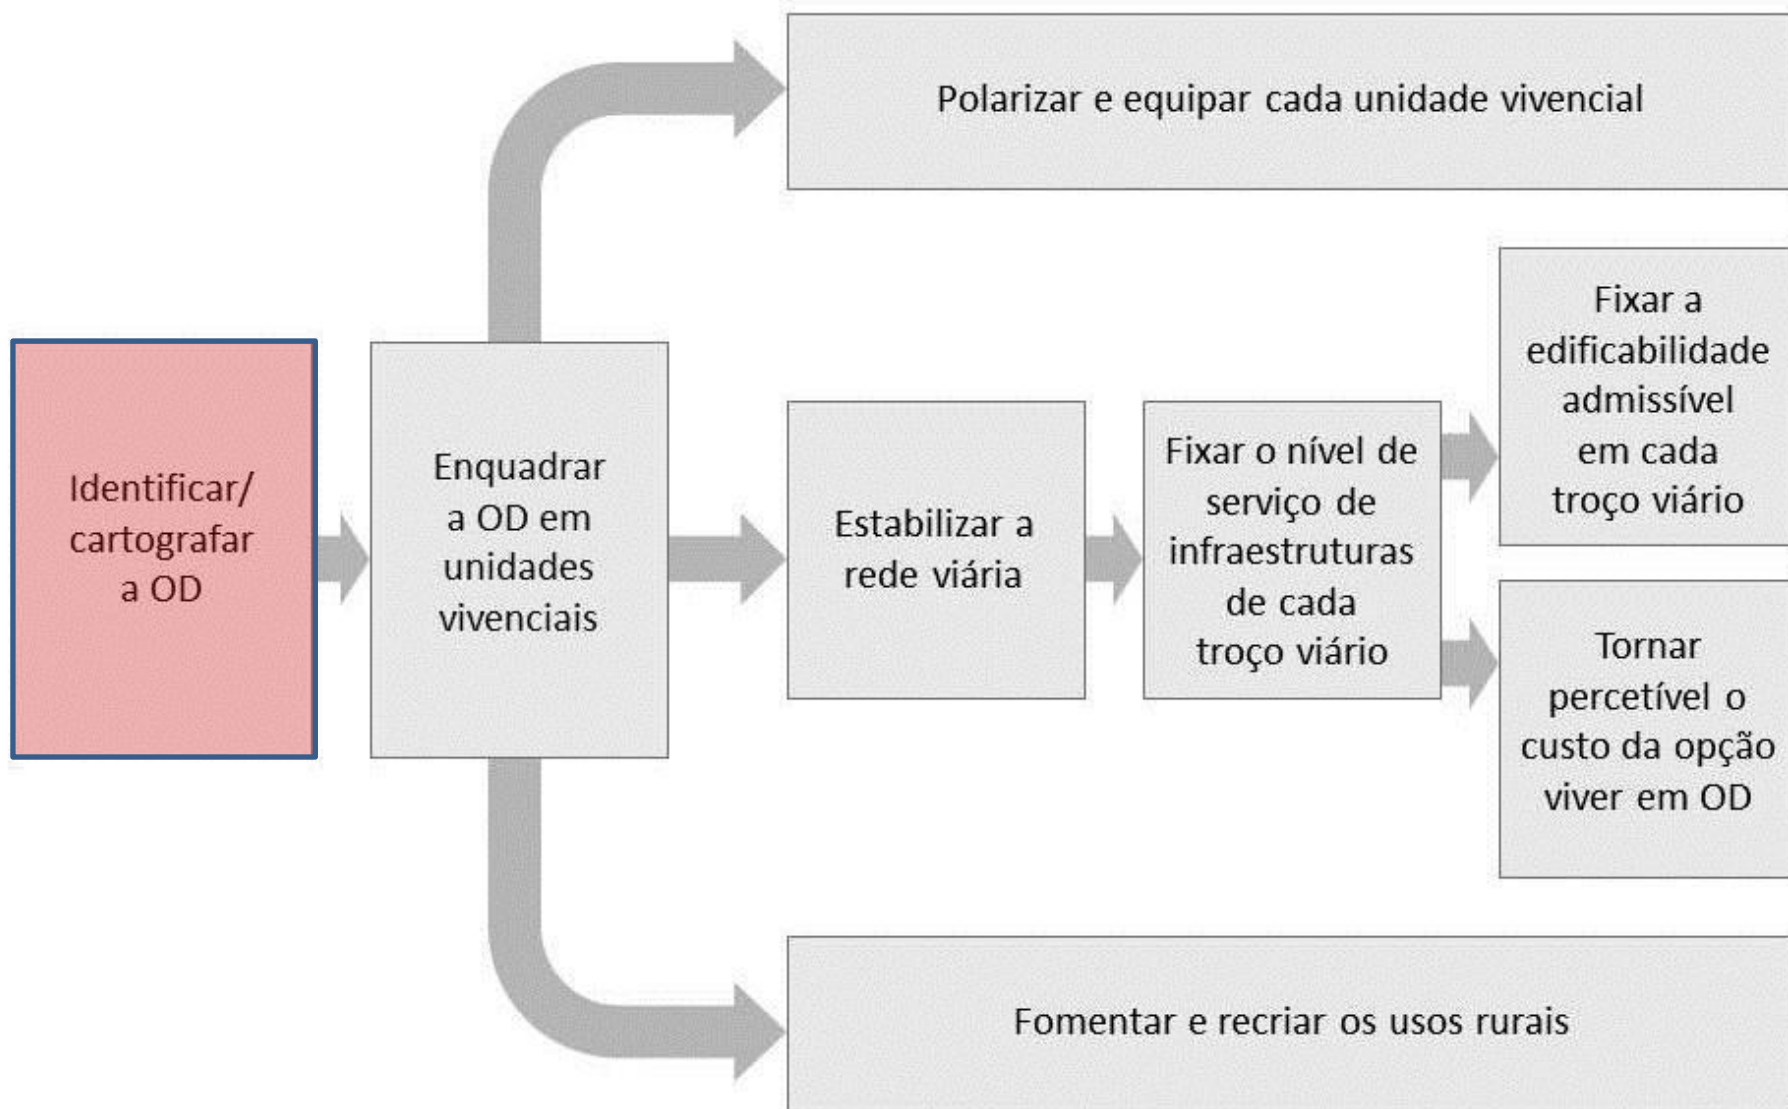 Polarizar e equipar cada unidade vivencial
Identificar/
cartografar
a OD
Enquadrar
a OD em
unidades
vivenciais
Estabilizar a
rede viária
Fixar o nível de
serviço de
infraestruturas
de cada
troço viário
Fixar a
edificabilidade
admissível
em cada
troço viário
Tornar
percetível o
custo da opção
viver em OD
Fomentar e recriar os usos rurais